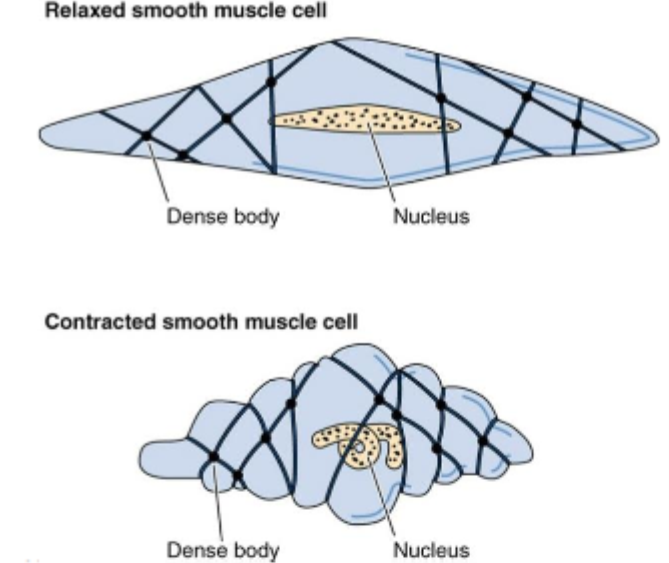 Relaxed smooth muscle cell
Dense body
Nucleus
Contracted smooth muscle cell
Dense body
Nucleus